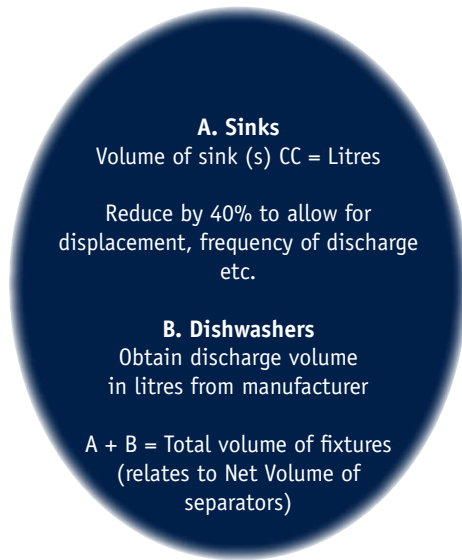 A. Sinks
Volume of sink (s) CC = Litres
Reduce by 40% to allow for
displacement, frequency of discharge
etc.
B. Dishwashers
Obtain discharge volume
in litres from manufacturer
A + B = Total volume of fixtures
(relates to Net Volume of
separators)